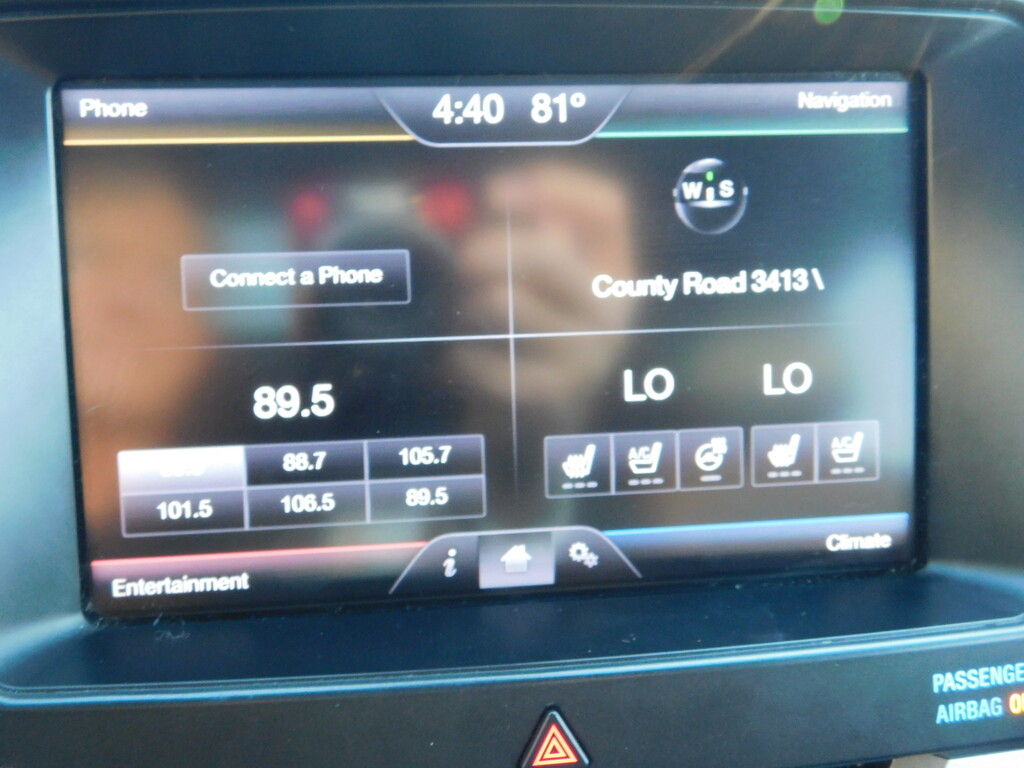 Phone
4:40 81°
Navigation
W S
Connect a Phone
County Road 3413 \
89.5
LO LO
88.7 105.7
101.5 106.5 89.5
A/C A/C
Entertainment
i
Climate
PASSENGE
AIRBAG